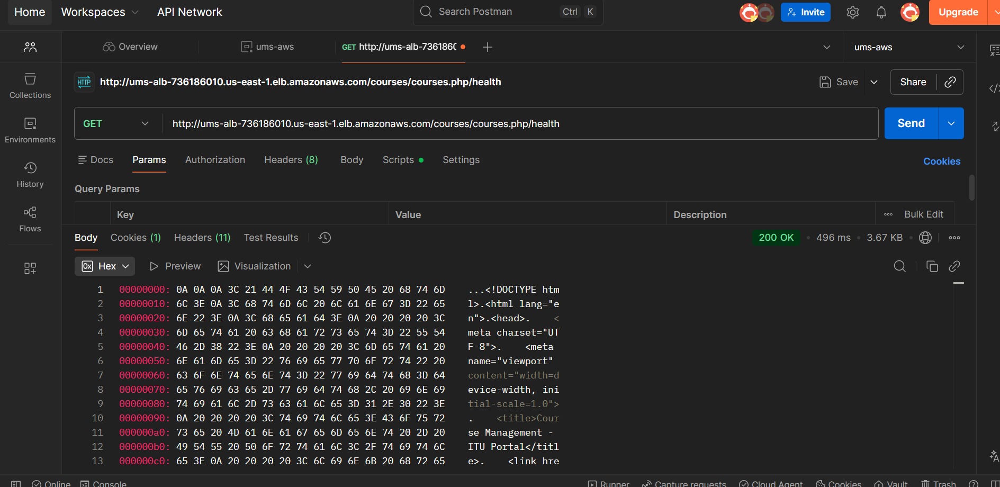 Home Workspaces API Network Search Postman Ctrl K Invite Upgrade
Overview ums-aws GET http://ums-alb-736186( ums-aws
HTTP http://ums-alb-736186010.us-east-1.elb.amazonaws.com/courses/courses.php/health Save Share
Collections
GET http://ums-alb-736186010.us-east-1.elb.amazonaws.com/courses/courses.php/health Send
Environments
Docs Params Authorization Headers (8) Body Scripts Settings Cookies
History
Query Params
Key Value Description Bulk Edit
Flows
Body Cookies (1) Headers (11) Test Results 200 OK 496 ms 3.67 KB
0x Hex Preview Visualization
1 00000000: 0A 0A 0A 3C 21 44 4F 43 54 59 50 45 20 68 74 6D ...<!DOCTYPE htm
2 00000010: 6C 3E 0A 3C 68 74 6D 6C 20 6C 61 6E 67 3D 22 65 l>.<html lang="e
3 00000020: 6E 22 3E 0A 3C 68 65 61 64 3E 0A 20 20 20 20 3C n">.<head>.    <
4 00000030: 6D 65 74 61 20 63 68 61 72 73 65 74 3D 22 55 54 meta charset="UT
5 00000040: 46 2D 38 22 3E 0A 20 20 20 20 3C 6D 65 74 61 20 F-8">.    <meta
6 00000050: 6E 61 6D 65 3D 22 76 69 65 77 70 6F 72 74 22 20 name="viewport"
7 00000060: 63 6F 6E 74 65 6E 74 3D 22 77 69 64 74 68 3D 64 content="width=d
8 00000070: 65 76 69 63 65 2D 77 69 64 74 68 2C 20 69 6E 69 evice-width, ini
9 00000080: 74 69 61 6C 2D 73 63 61 6C 65 3D 31 2E 30 22 3E tial-scale=1.0">
10 00000090: 0A 20 20 20 20 3C 74 69 74 6C 65 3E 43 6F 75 72 .    <title>Cour
11 000000a0: 73 65 20 4D 61 6E 61 67 65 6D 65 6E 74 20 2D 20 se Management -
12 000000b0: 49 54 55 20 50 6F 72 74 61 6C 3C 2F 74 69 74 6C ITU Portal</titl
13 000000c0: 65 3E 0A 20 20 20 20 3C 6C 69 6E 6B 20 68 72 65 e>.    <link hre
Online Console Runner Capture requests Cloud Agent Cookies Vault Trash